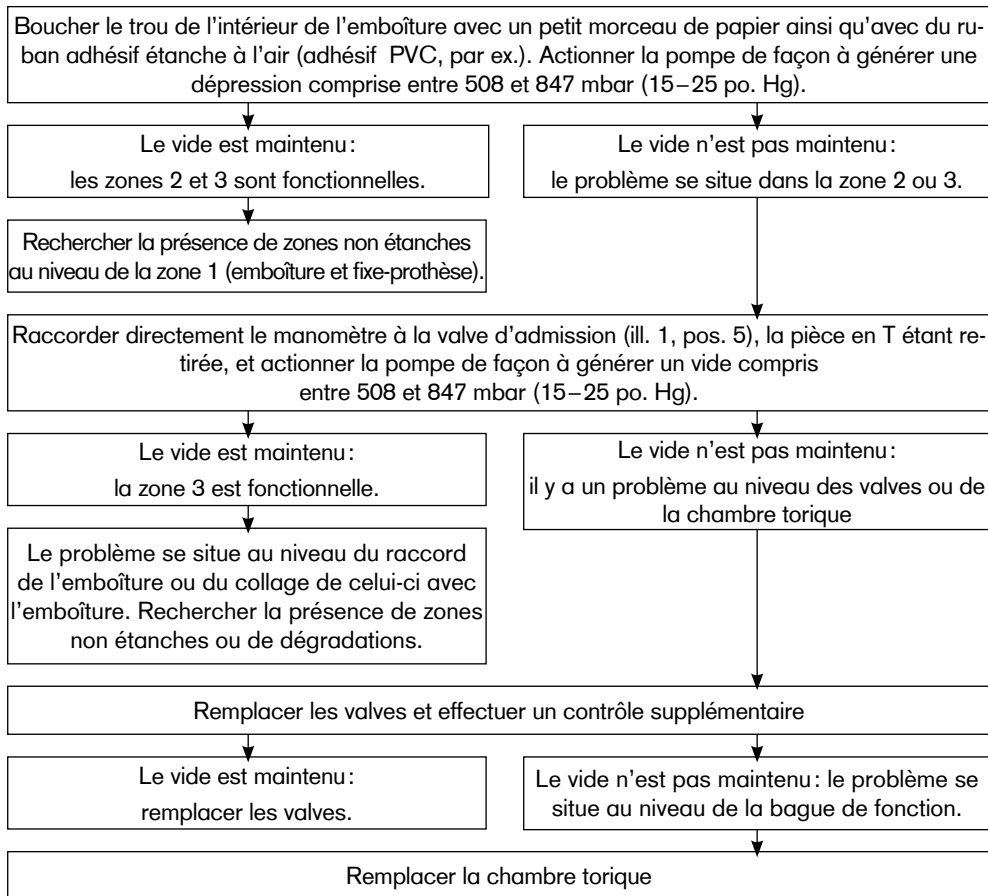 Boucher le trou de l'intérieur de l'emboîture avec un petit morceau de papier ainsi qu'avec du ru-
ban adhésif étanche à l'air (adhésif PVC, par ex.). Actionner la pompe de façon à générer une
dépression comprise entre 508 et 847 mbar (15–25 po. Hg).
Le vide est maintenu :
les zones 2 et 3 sont fonctionnelles.
Le vide n'est pas maintenu :
le problème se situe dans la zone 2 ou 3.
Rechercher la présence de zones non étanches
au niveau de la zone 1 (emboîture et fixe-prothèse).
Raccorder directement le manomètre à la valve d'admission (ill. 1, pos. 5), la pièce en T étant re-
tirée, et actionner la pompe de façon à générer un vide compris
entre 508 et 847 mbar (15–25 po. Hg).
Le vide est maintenu :
la zone 3 est fonctionnelle.
Le vide n'est pas maintenu :
il y a un problème au niveau des valves ou de
la chambre torique
Le problème se situe au niveau du raccord
de l'emboîture ou du collage de celui-ci avec
l'emboîture. Rechercher la présence de zones
non étanches ou de dégradations.
Remplacer les valves et effectuer un contrôle supplémentaire
Le vide est maintenu :
remplacer les valves.
Le vide n'est pas maintenu : le problème se
situe au niveau de la bague de fonction.
Remplacer la chambre torique